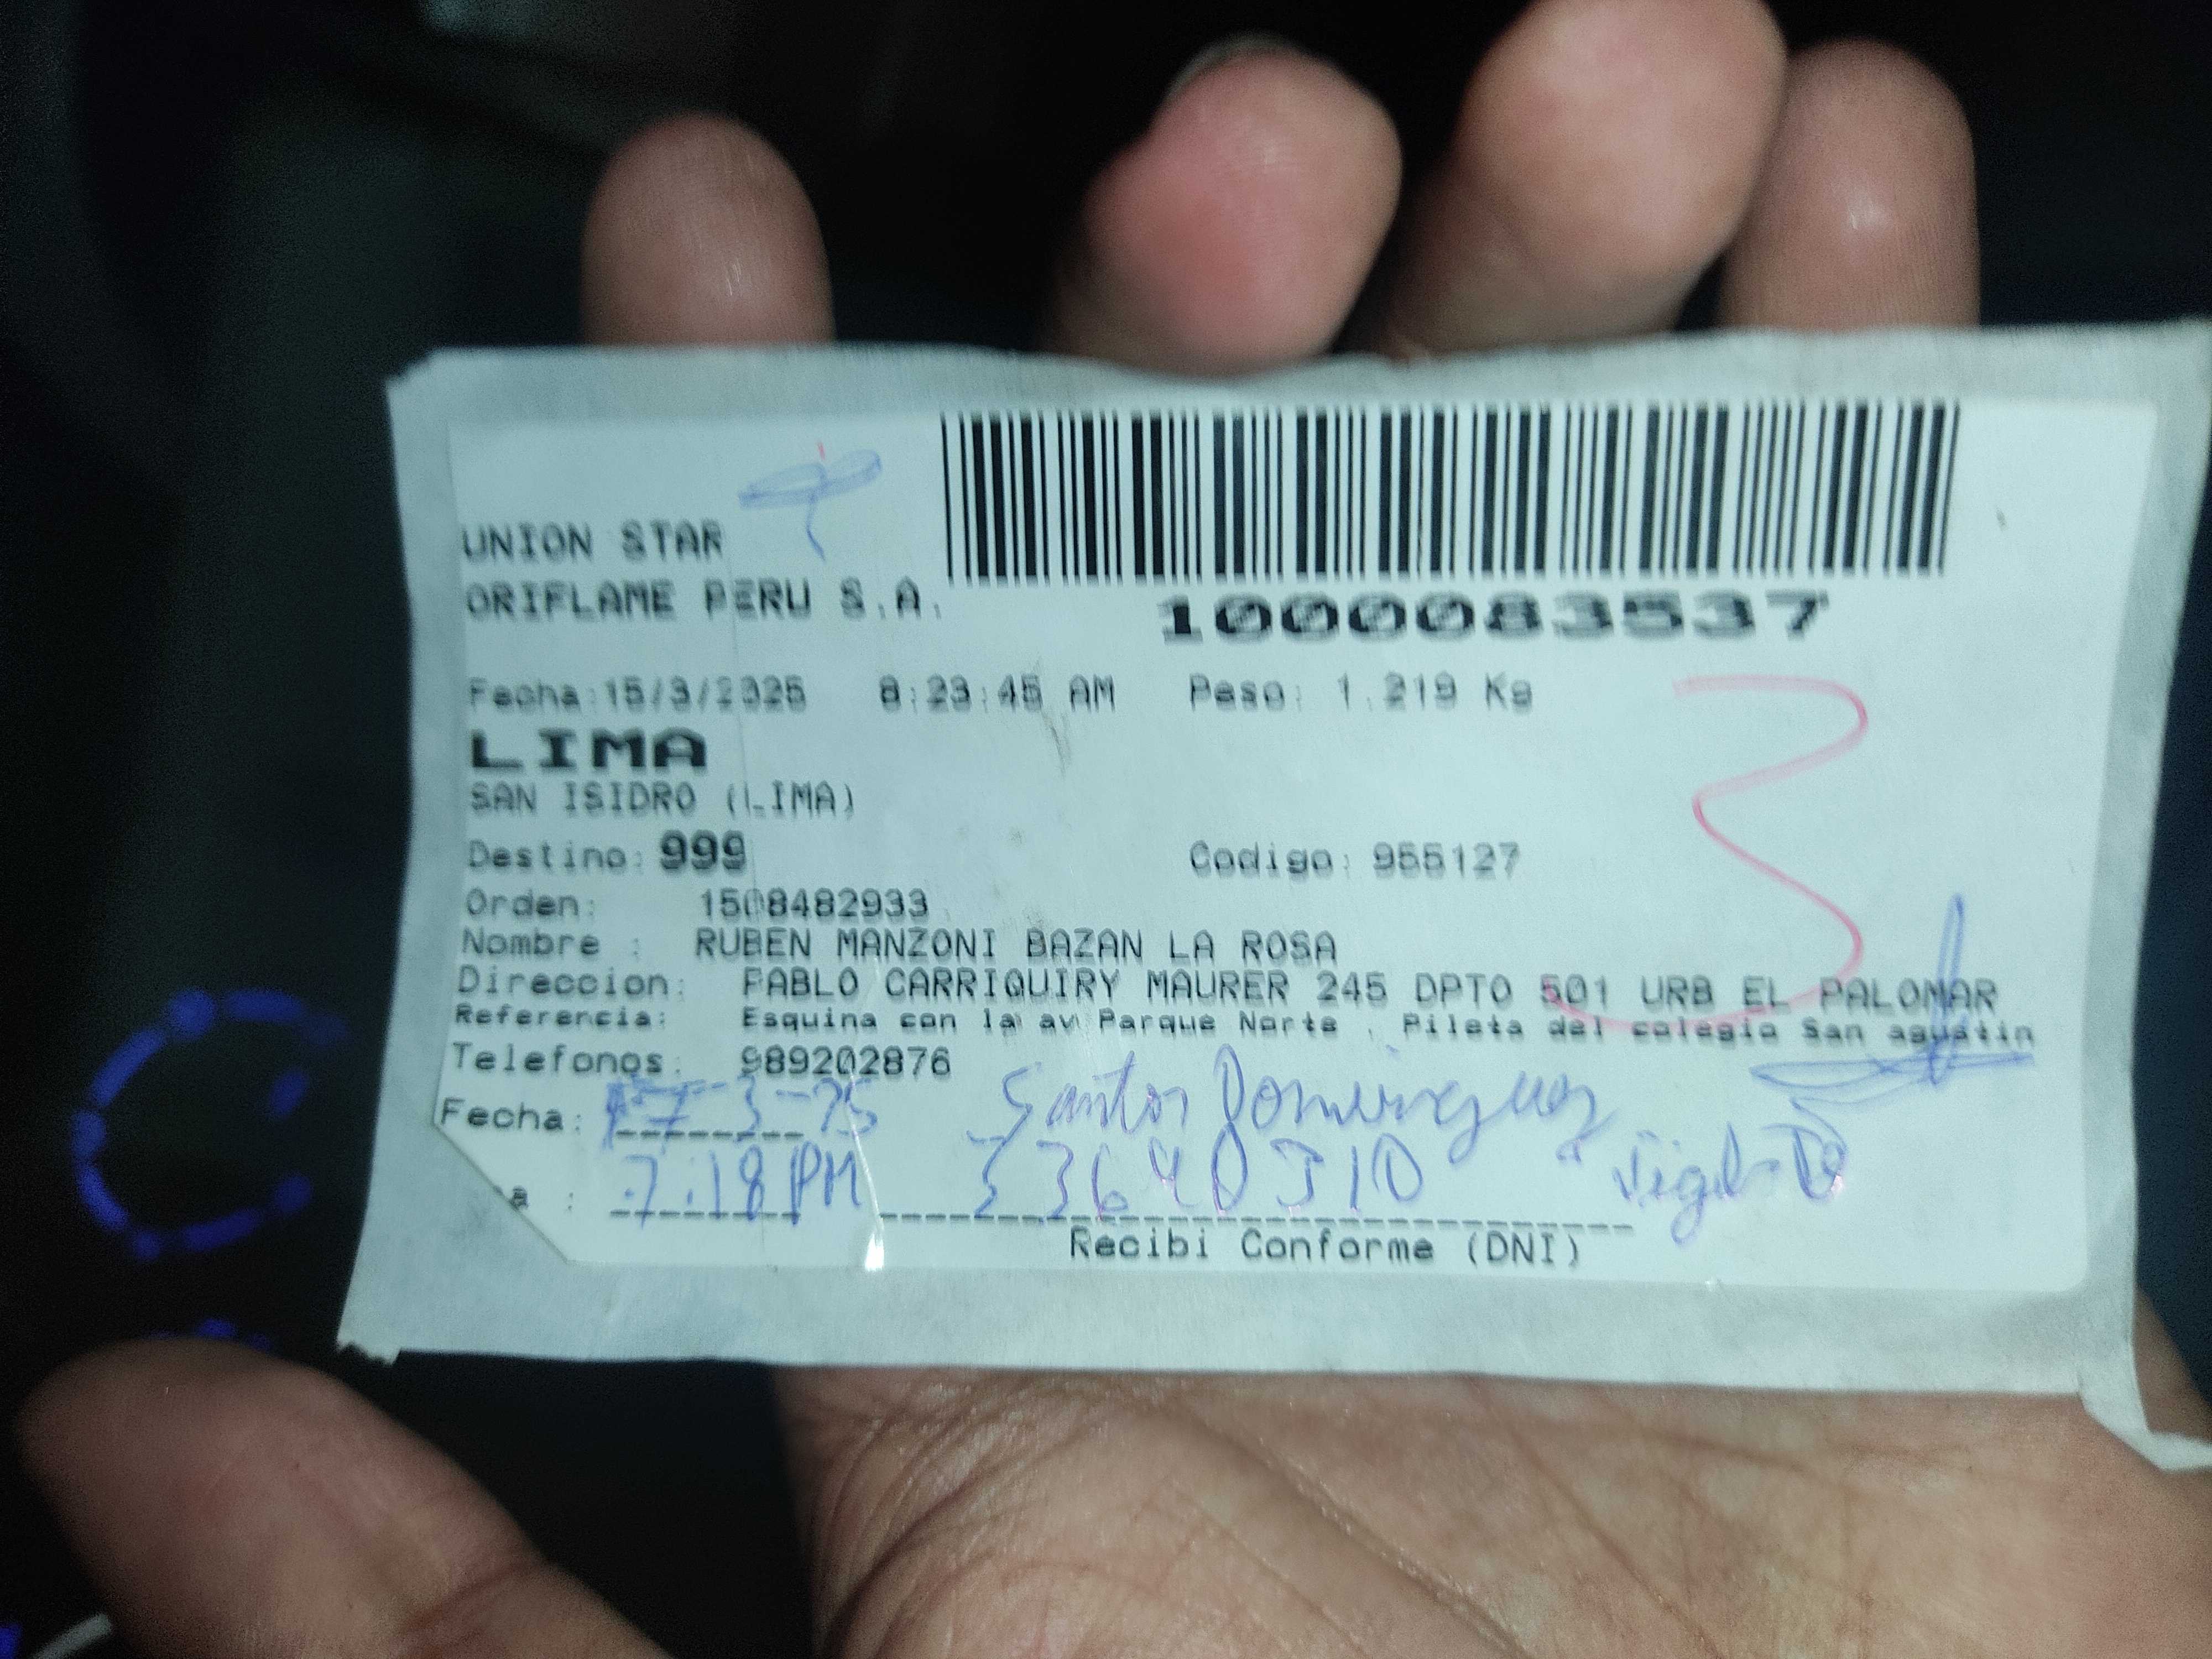 UNION STAR
ORIFLAME PERU S.A.
1000083537
Fecha:15/3/2025 8:23:45 AM Peso: 1.219 Kg
3
LIMA
SAN ISIDRO (LIMA)
Destino: 999 Codigo: 955127
Orden: 1508482933
Nombre : RUBEN MANZONI BAZAN LA ROSA
Direccion: PABLO CARRIQUIRY MAURER 245 DPTO 501 URB EL PALOMAR
Referencia: Esquina con la av Parque Norte . Pileta del colegio San agustin
Telefonos: 989202876
Fecha: 17-3-25 Santos Dominguez
a : 7:18 PM
Recibi Conforme (DNI)